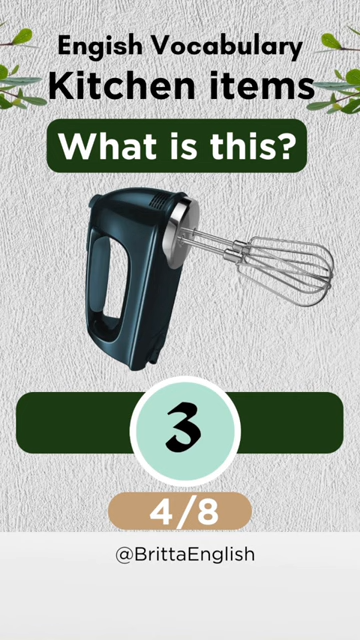 Engish Vocabulary
Kitchen items
What is this?
3
4/8
@BrittaEnglish